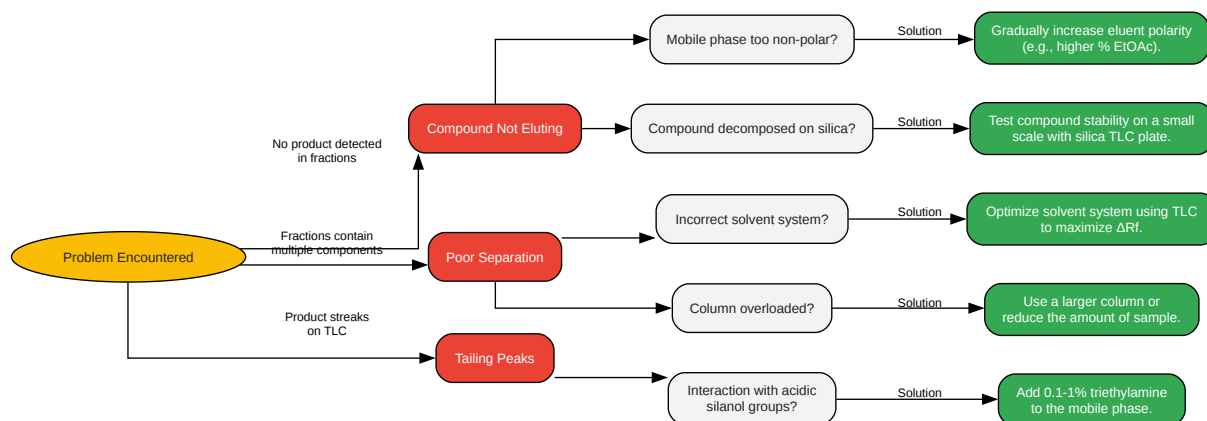 Mobile phase too non-polar?
Solution
Gradually increase eluent polarity
(e.g., higher % EtOAc).
Compound Not Eluting
Compound decomposed on silica?
Solution
Test compound stability on a small
scale with silica TLC plate.
No product detected
in fractions
Incorrect solvent system?
Solution
Optimize solvent system using TLC
to maximize ΔRf.
Problem Encountered
Fractions contain
multiple components
Poor Separation
Column overloaded?
Solution
Use a larger column or
reduce the amount of sample.
Product streaks
on TLC
Tailing Peaks
Interaction with acidic
silanol groups?
Solution
Add 0.1-1% triethylamine
to the mobile phase.